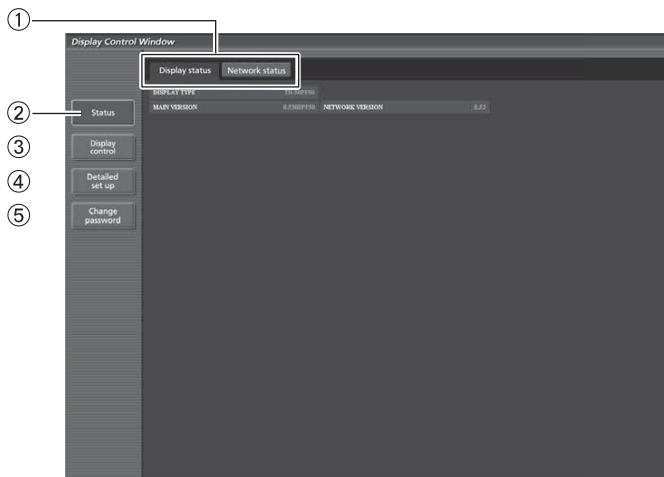 ①
Display Control Window
Display status Network status
DISPLAY TYPE
② Status MAIN VERSION NETWORK VERSION
③ Display control
④ Detailed set up
⑤ Change password